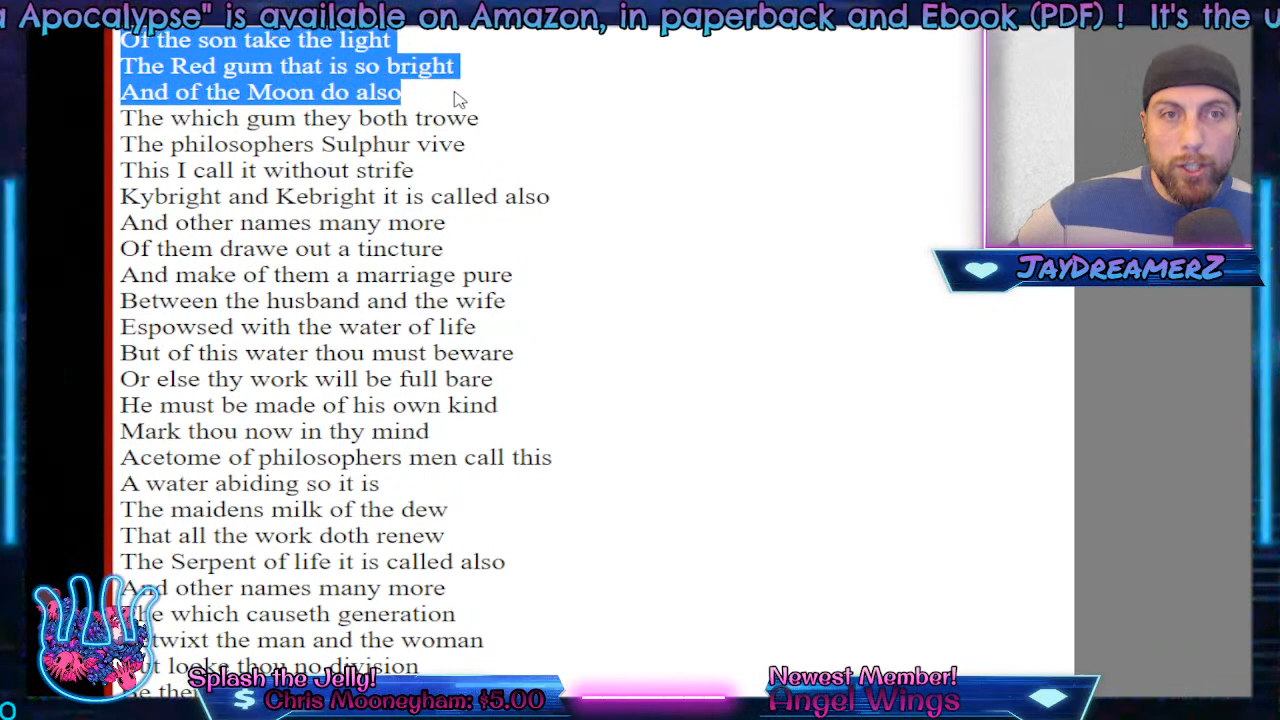 Apocalypse" is available on Amazon, in paperback and Ebook (PDF) ! It's the u
Of the son take the light
The Red gum that is so bright
And of the Moon do also
The which gum they both trowe
The philosophers Sulphur vive
This I call it without strife
Kybright and Kebright it is called also
And other names many more
Of them drawe out a tincture
And make of them a marriage pure
Between the husband and the wife
Espowsed with the water of life
But of this water thou must beware
Or else thy work will be full bare
He must be made of his own kind
Mark thou now in thy mind
Acetome of philosophers men call this
A water abiding so it is
The maidens milk of the dew
That all the work doth renew
The Serpent of life it is called also
And other names many more
The which causeth generation
twixt the man and the woman
looke thou no division
JayDreamerZ
Splash the Jelly!
$ Chris Mooneyham: $5.00
Newest Member!
Angel Wings